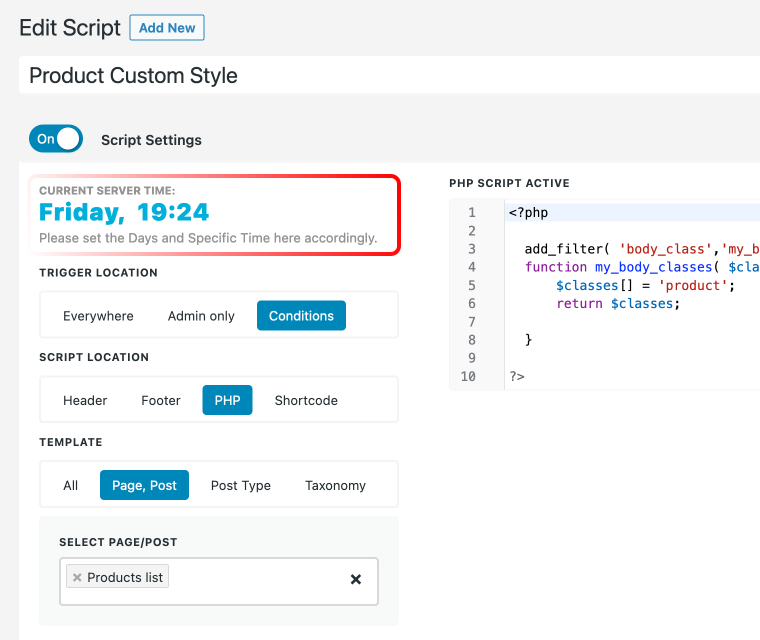 Edit Script Add New
Product Custom Style
On Script Settings
CURRENT SERVER TIME:
Friday, 19:24
Please set the Days and Specific Time here accordingly.
TRIGGER LOCATION
Everywhere Admin only Conditions
SCRIPT LOCATION
Header Footer PHP Shortcode
TEMPLATE
All Page, Post Post Type Taxonomy
SELECT PAGE/POST
× Products list ×
PHP SCRIPT ACTIVE
1 <?php
2
3 add_filter( 'body_class','my_b
4 function my_body_classes( $cla
5 $classes[] = 'product';
6 return $classes;
7
8 }
9
10 ?>